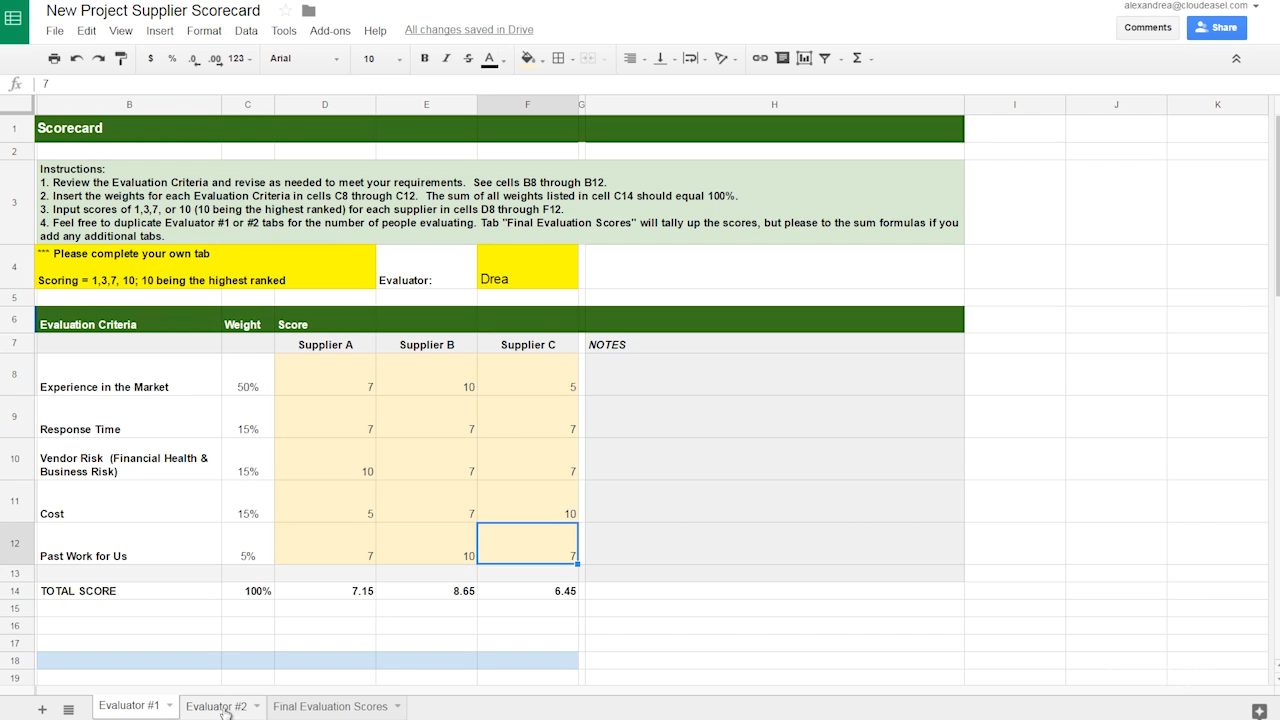 New Project Supplier Scorecard
alexandrea@cloudeasel.com
File Edit View Insert Format Data Tools Add-ons Help All changes saved in Drive
Comments Share
$ % .0 .00 123 Arial 10 B I S A Σ
fx 7
B C D E F G H I J K
1 Scorecard
2
3 Instructions:
1. Review the Evaluation Criteria and revise as needed to meet your requirements. See cells B8 through B12.
2. Insert the weights for each Evaluation Criteria in cells C8 through C12. The sum of all weights listed in cell C14 should equal 100%.
3. Input scores of 1,3,7, or 10 (10 being the highest ranked) for each supplier in cells D8 through F12.
4. Feel free to duplicate Evaluator #1 or #2 tabs for the number of people evaluating. Tab "Final Evaluation Scores" will tally up the scores, but please to the sum formulas if you
add any additional tabs.
*** Please complete your own tab
4 Scoring = 1,3,7, 10; 10 being the highest ranked Evaluator: Drea
5
6 Evaluation Criteria Weight Score
7 Supplier A Supplier B Supplier C NOTES
8 Experience in the Market 50% 7 10 5
9 Response Time 15% 7 7 7
10 Vendor Risk (Financial Health &
Business Risk) 15% 10 7 7
11 Cost 15% 5 7 10
12 Past Work for Us 5% 7 10 7
13
14 TOTAL SCORE 100% 7.15 8.65 6.45
15
16
17
18
19
Evaluator #1 Evaluator #2 Final Evaluation Scores